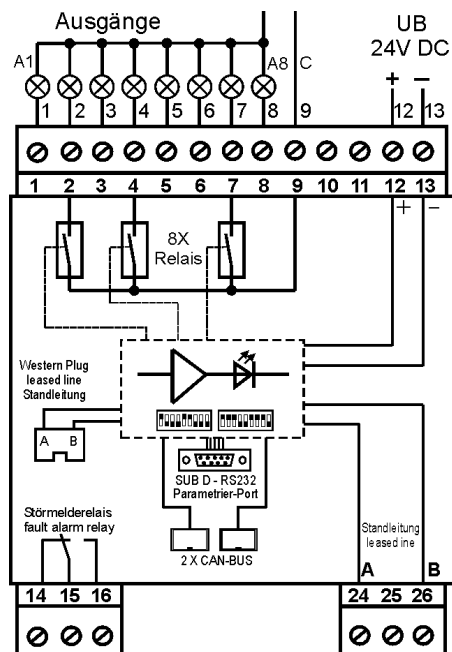 Ausgänge
UB
24V DC
+ −
A1 A8 C
1 2 3 4 5 6 7 8 9 12 13
1 2 3 4 5 6 7 8 9 10 11 12 13
+ −
8X
Relais
Western Plug
leased line
Standleitung
A B
SUB D - RS232
Parametrier-Port
Störmelderelais
fault alarm relay
2 X CAN-BUS
Standleitung
leased ine
A B
14 15 16
24 25 26